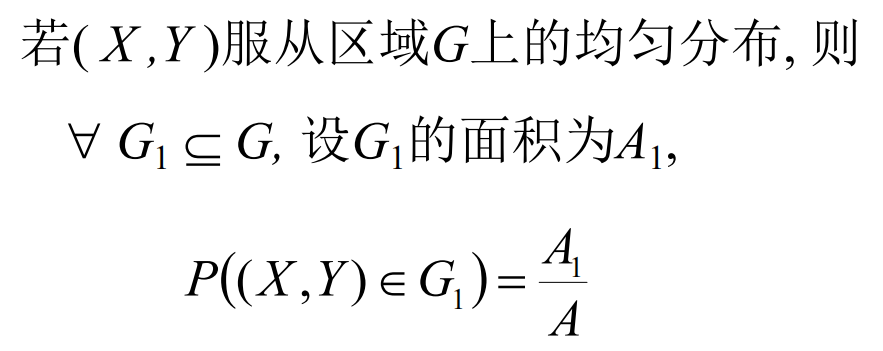 若( X ,Y )服从区域G上的均匀分布, 则
∀ G₁ ⊆ G, 设G₁的面积为A₁,
P((X,Y) ∈ G₁) = A₁/A